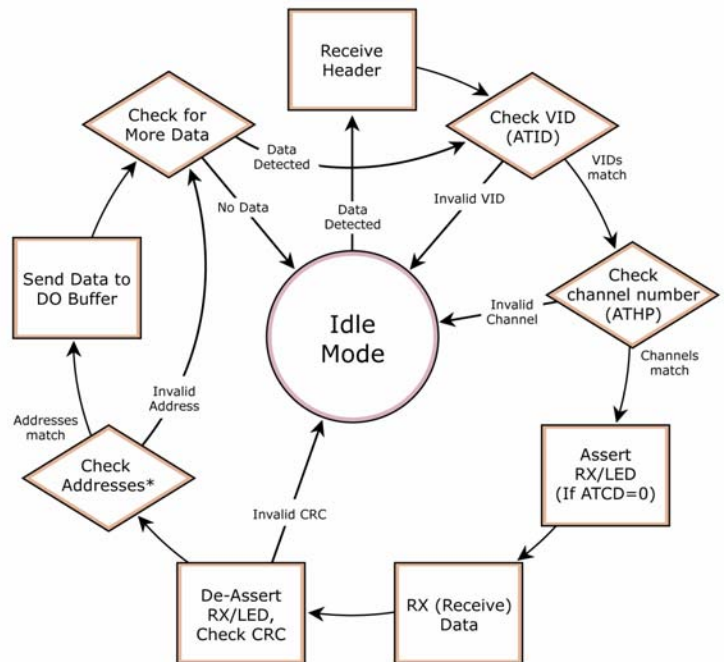 Receive
Header
Check for
More Data
Check VID
(ATID)
Data
Detected
VIDs
match
No Data
Data
Detected
Invalid VID
Send Data to
DO Buffer
Check
channel number
(ATHP)
Invalid
Channel
Idle
Mode
Channels
match
Invalid
Address
Addresses
match
Check
Addresses*
Assert
RX/LED
(If ATCD=0)
Invalid CRC
De-Assert
RX/LED,
Check CRC
RX (Receive)
Data